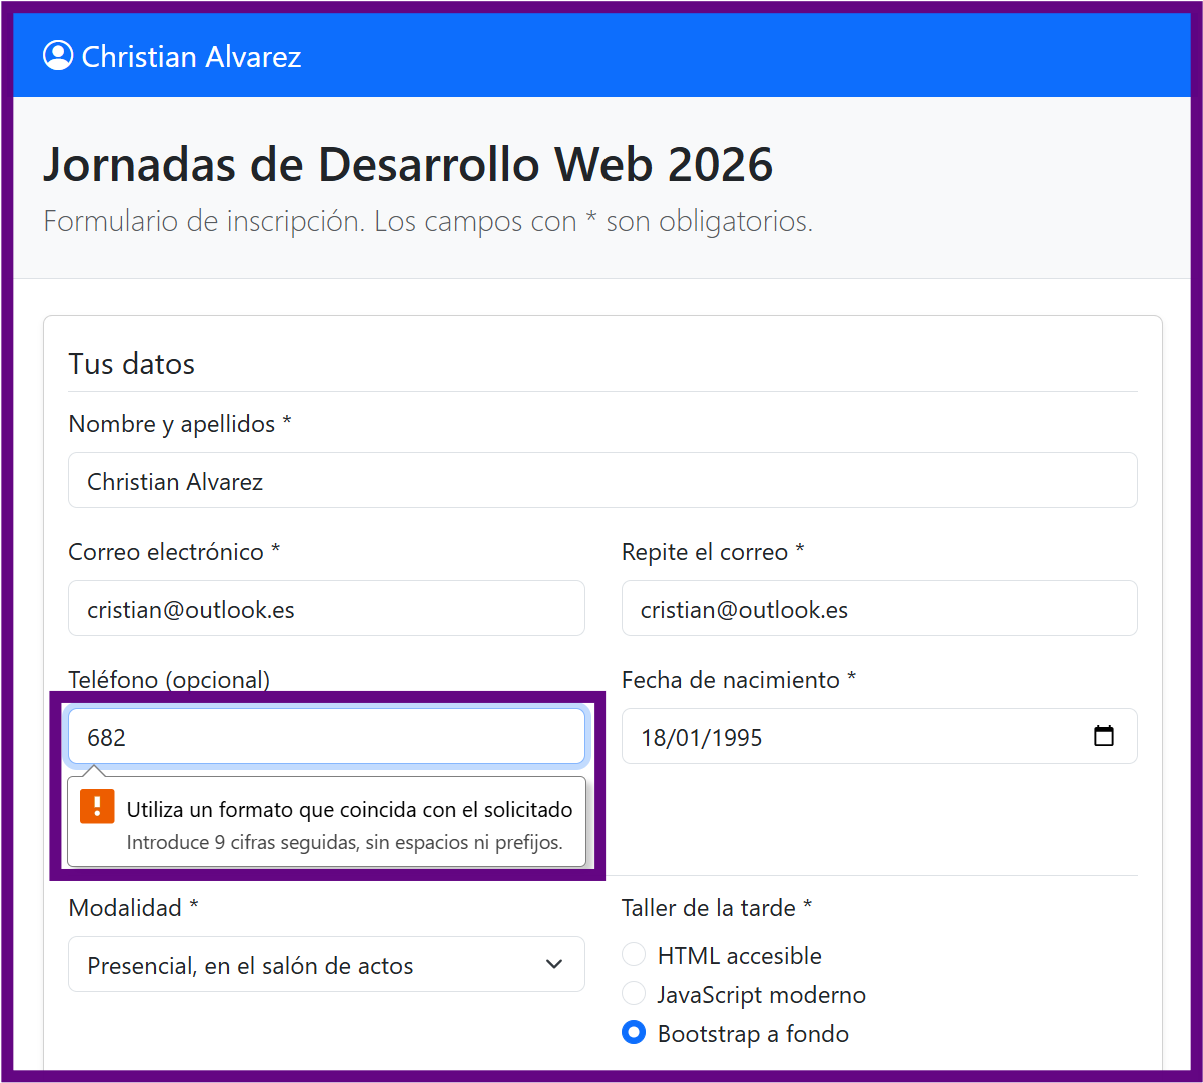 Christian Alvarez
Jornadas de Desarrollo Web 2026
Formulario de inscripción. Los campos con * son obligatorios.
Tus datos
Nombre y apellidos *
Christian Alvarez
Correo electrónico *
Repite el correo *
cristian@outlook.es
cristian@outlook.es
Teléfono (opcional)
Fecha de nacimiento *
682
18/01/1995
Utiliza un formato que coincida con el solicitado
Introduce 9 cifras seguidas, sin espacios ni prefijos.
Modalidad *
Presencial, en el salón de actos
Taller de la tarde *
HTML accesible
JavaScript moderno
Bootstrap a fondo